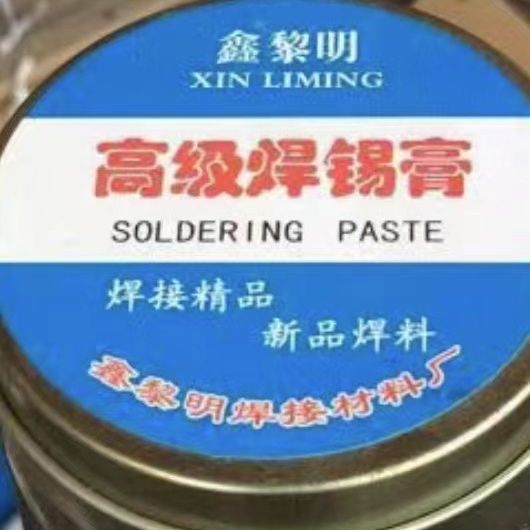 鑫黎明
XIN LIMING
高级焊锡膏
SOLDERING PASTE
焊接精品
新品焊料
鑫黎明焊接材料厂